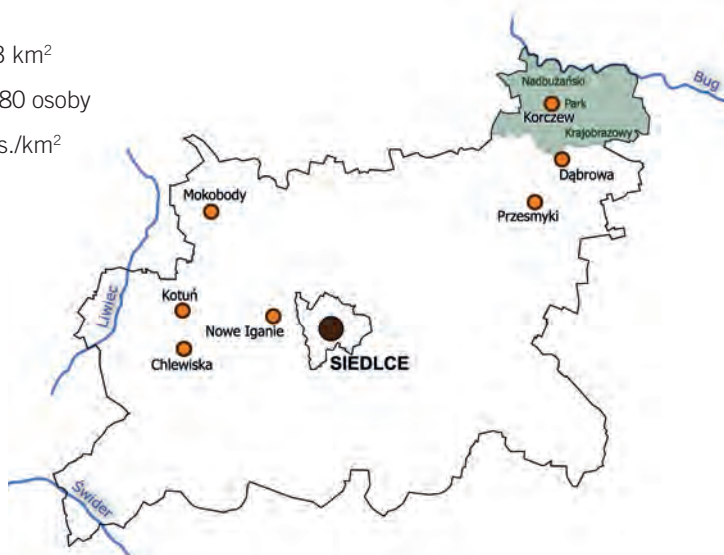 3 km²
80 osoby
s./km²
Bug
Nadbużański
Park
Korczew
Krajobrazowy
Dąbrowa
Mokobody
Przesmyki
Liwiec
Kotuń
Nowe Iganie
Chlewiska
SIEDLCE
Świder